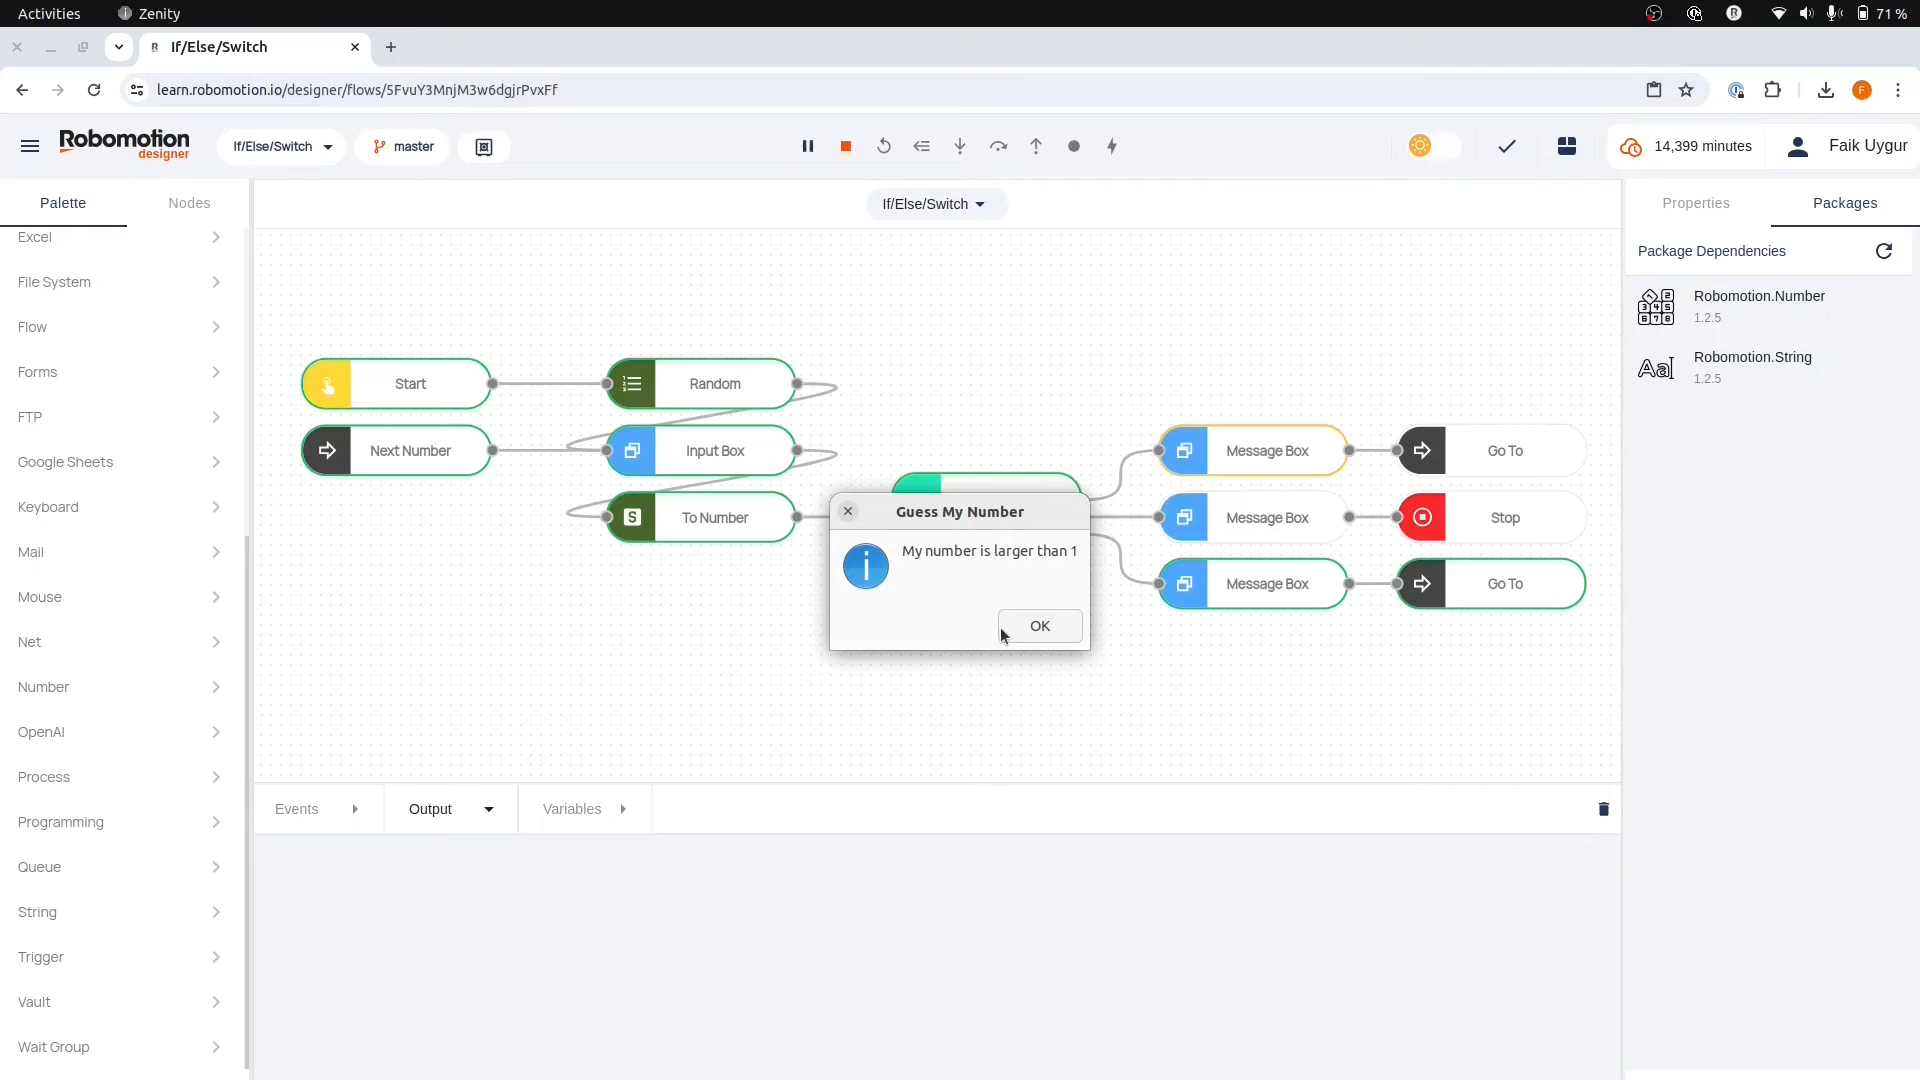 Activities
Zenity
71 %
If/Else/Switch
learn.robomotion.io/designer/flows/5FvuY3MnjM3w6dgjrPvxFf
F
Robomotion
designer
If/Else/Switch
master
14,399 minutes
Faik Uygur
Palette
Nodes
Excel
File System
Flow
Forms
FTP
Google Sheets
Keyboard
Mail
Mouse
Net
Number
OpenAI
Process
Programming
Queue
String
Trigger
Vault
Wait Group
If/Else/Switch
Start
Random
Next Number
Input Box
S
To Number
Message Box
Go To
Message Box
Stop
Message Box
Go To
Guess My Number
My number is larger than 1
OK
Events
Output
Variables
Properties
Packages
Package Dependencies
Robomotion.Number
1.2.5
Aa
Robomotion.String
1.2.5